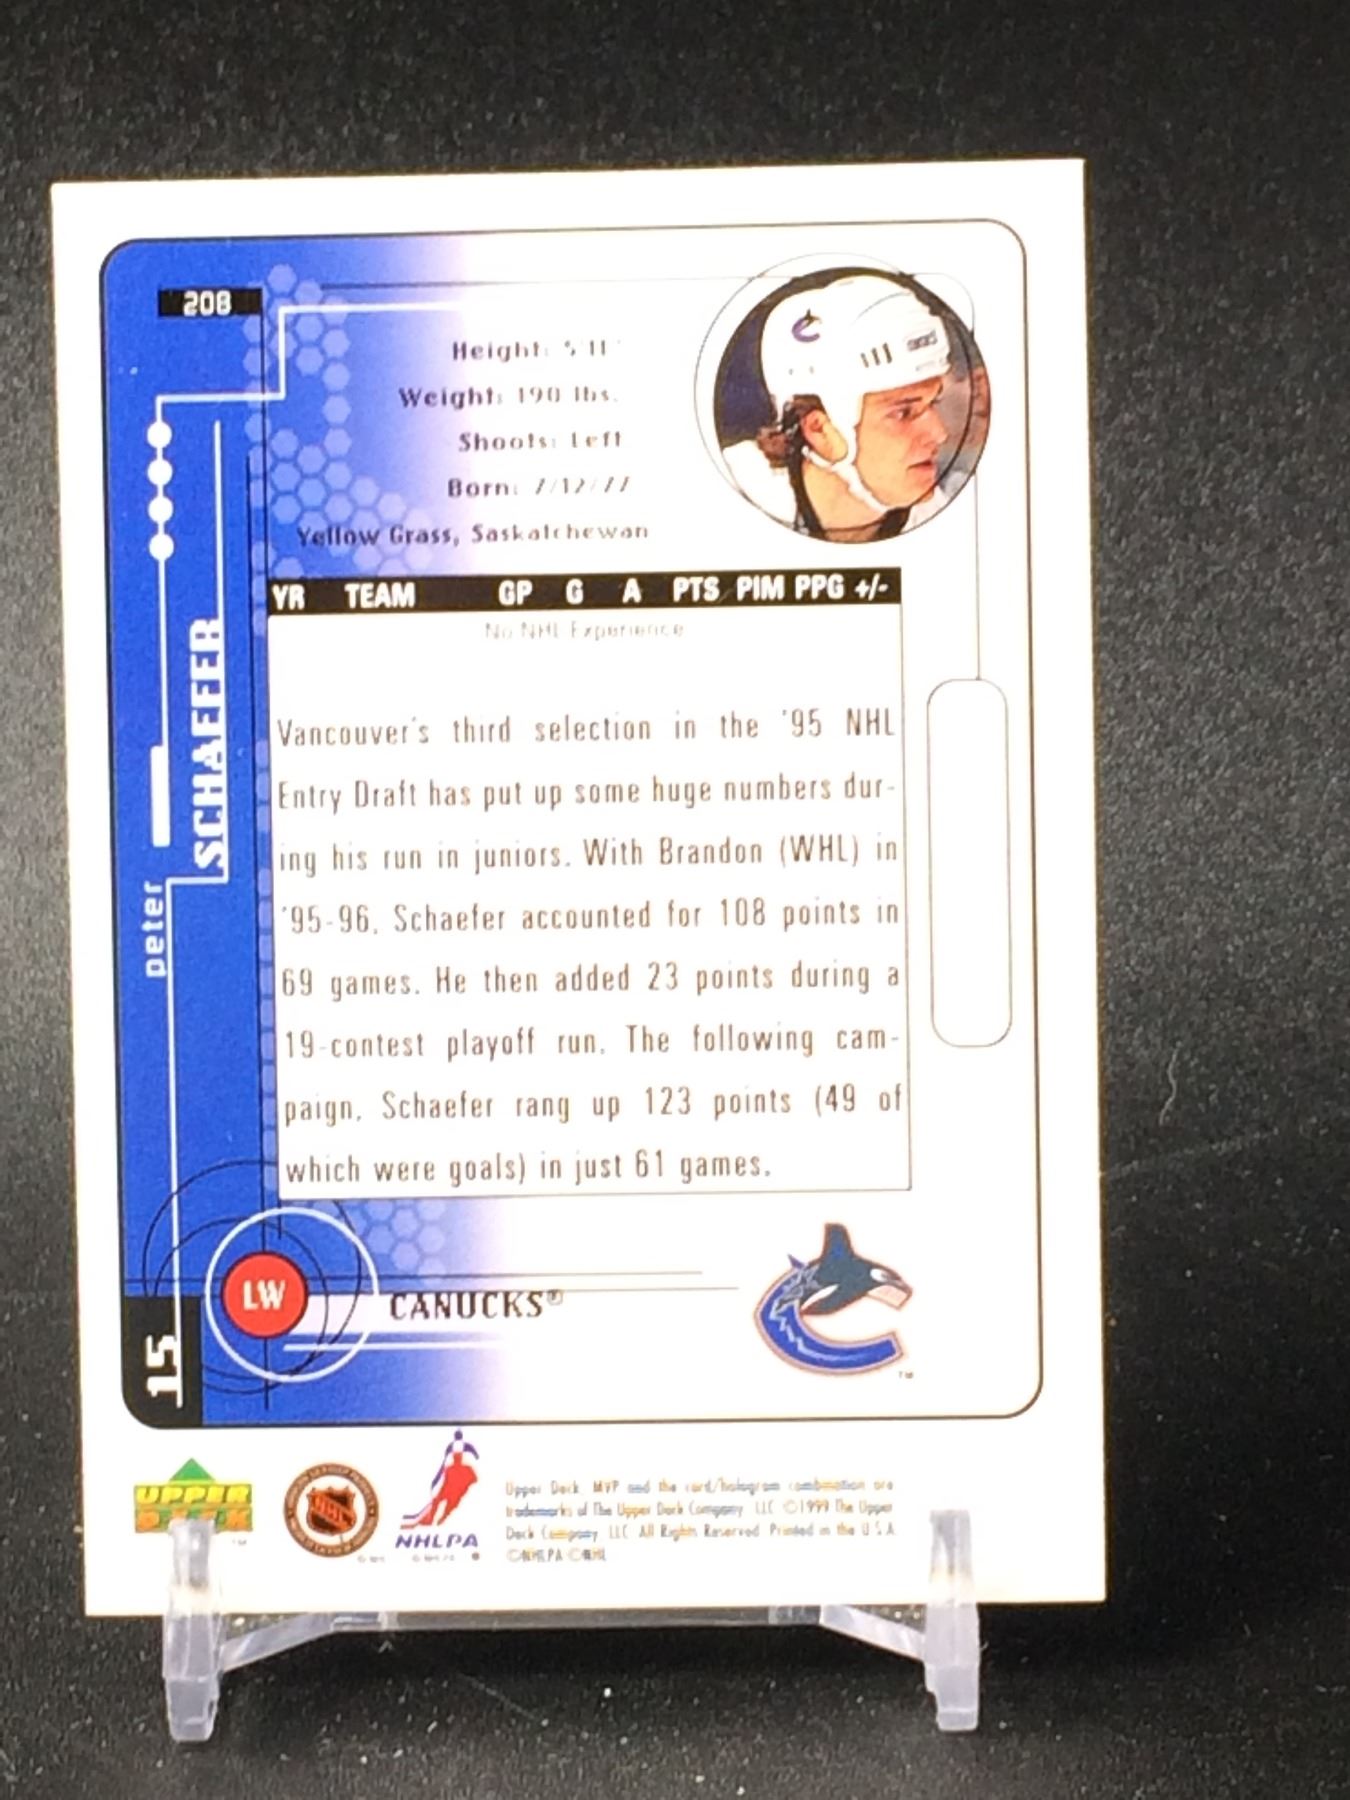 208
Height: 5'11"
Weight: 190 lbs.
Shoots: Left
Born: 7/12/77
Yellow Grass, Saskatchewan
peter
SCHAEFER
YR TEAM GP G A PTS PIM PPG +/-
No NHL Experience
Vancouver's third selection in the '95 NHL
Entry Draft has put up some huge numbers dur-
ing his run in juniors. With Brandon (WHL) in
'95-96, Schaefer accounted for 108 points in
69 games. He then added 23 points during a
19-contest playoff run. The following cam-
paign, Schaefer rang up 123 points (49 of
which were goals) in just 61 games.
LW
CANUCKS®
15
™
UPPER
DECK
NHL
NHLPA
Upper Deck, MVP and the card/hologram combination are
trademarks of The Upper Deck Company, LLC. ©1999 The Upper
Deck Company, LLC. All Rights Reserved. Printed in the U.S.A.
©NHLPA ©NHL